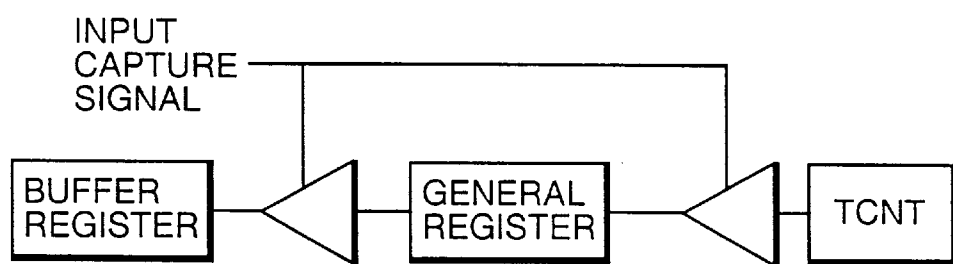 INPUT
CAPTURE
SIGNAL
BUFFER
REGISTER
GENERAL
REGISTER
TCNT